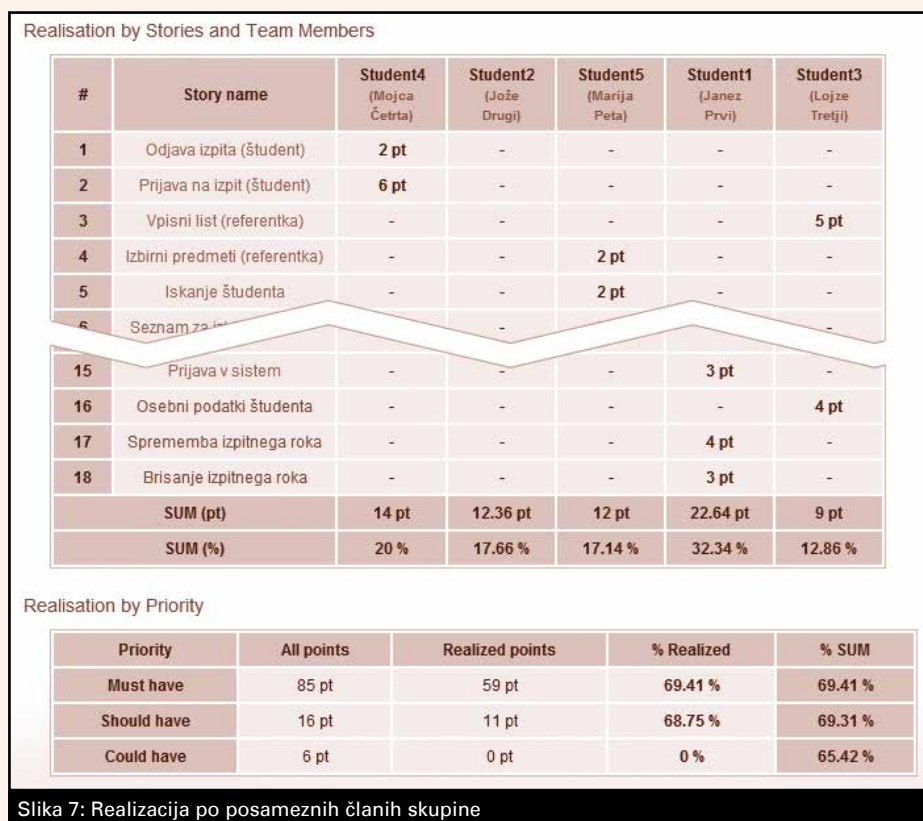 Realisation by Stories and Team Members
# Story name Student4 (Mojca Četrta) Student2 (Jože Drugi) Student5 (Marija Peta) Student1 (Janez Prvi) Student3 (Lojze Tretji)
1 Odjava izpita (študent) 2 pt - - - -
2 Prijava na izpit (študent) 6 pt - - - -
3 Vpisni list (referentka) - - - - 5 pt
4 Izbirni predmeti (referentka) - - 2 pt - -
5 Iskanje študenta - - 2 pt - -
6 Seznam za - -
15 Prijava v sistem - - - 3 pt -
16 Osebni podatki študenta - - - - 4 pt
17 Sprememba izpitnega roka - - - 4 pt -
18 Brisanje izpitnega roka - - - 3 pt -
SUM (pt) 14 pt 12.36 pt 12 pt 22.64 pt 9 pt
SUM (%) 20 % 17.66 % 17.14 % 32.34 % 12.86 %
Realisation by Priority
Priority All points Realized points % Realized % SUM
Must have 85 pt 59 pt 69.41 % 69.41 %
Should have 16 pt 11 pt 68.75 % 69.31 %
Could have 6 pt 0 pt 0 % 65.42 %
Slika 7: Realizacija po posameznih članih skupine